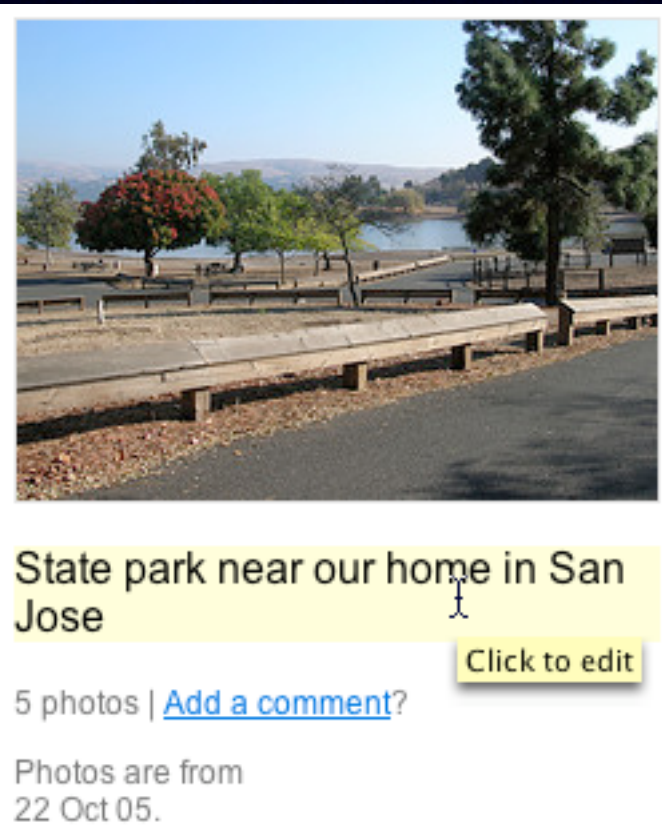 State park near our home in San
Jose
Click to edit
5 photos | Add a comment?
Photos are from
22 Oct 05.